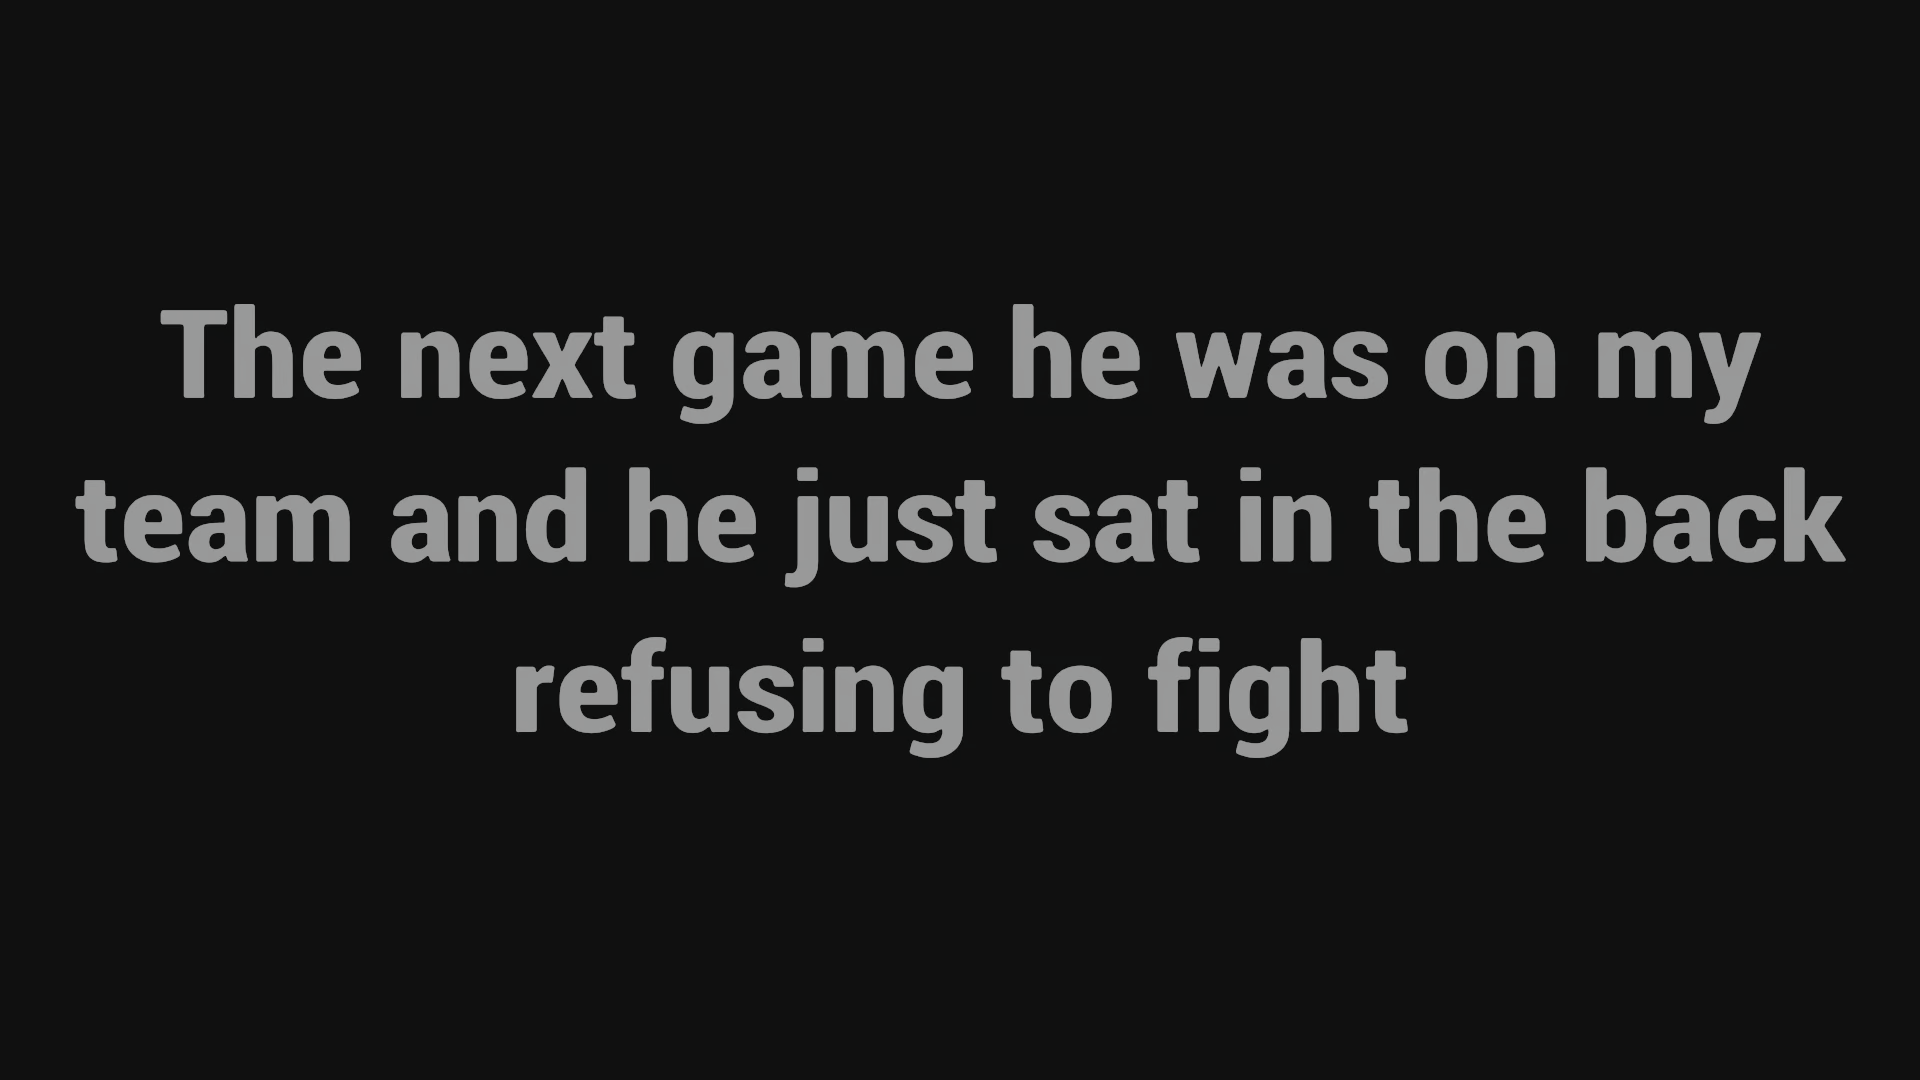 The next game he was on my
team and he just sat in the back
refusing to fight